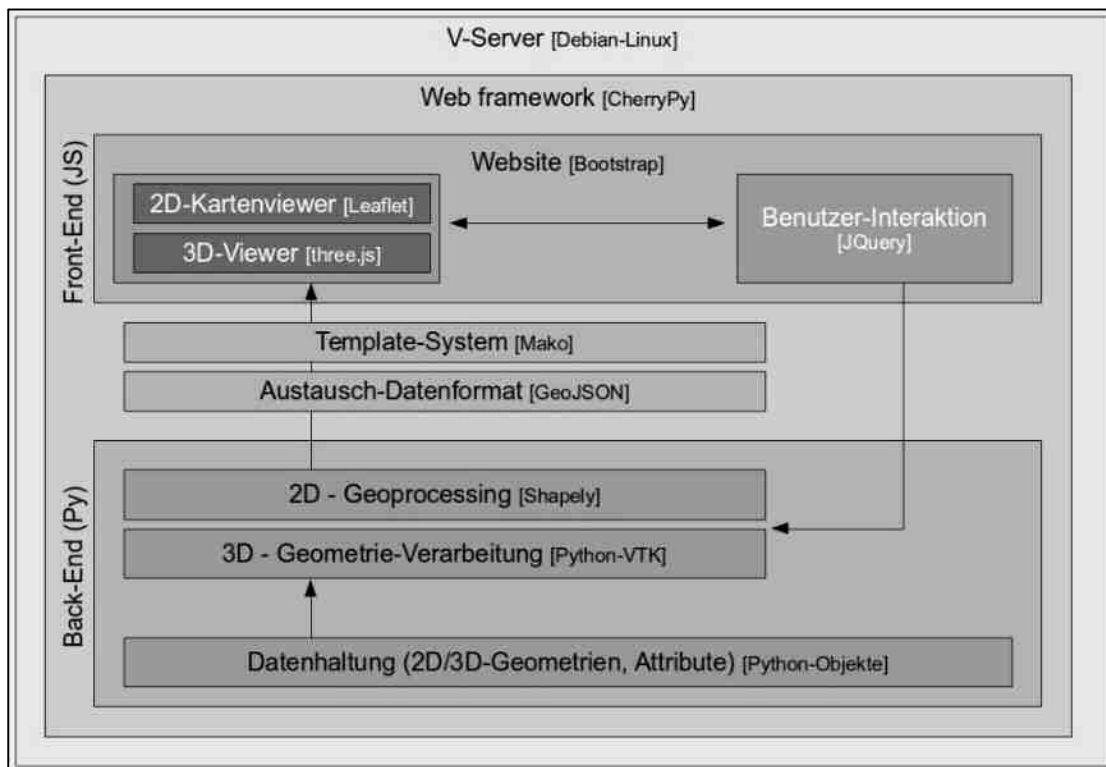 V-Server [Debian-Linux]
Web framework [CherryPy]
Front-End (JS)
Website [Bootstrap]
2D-Kartenviewer [Leaflet]
3D-Viewer [three.js]
Benutzer-Interaktion
[JQuery]
Template-System [Mako]
Austausch-Datenformat [GeoJSON]
Back-End (Py)
2D - Geoprocessing [Shapely]
3D - Geometrie-Verarbeitung [Python-VTK]
Datenhaltung (2D/3D-Geometrien, Attribute) [Python-Objekte]